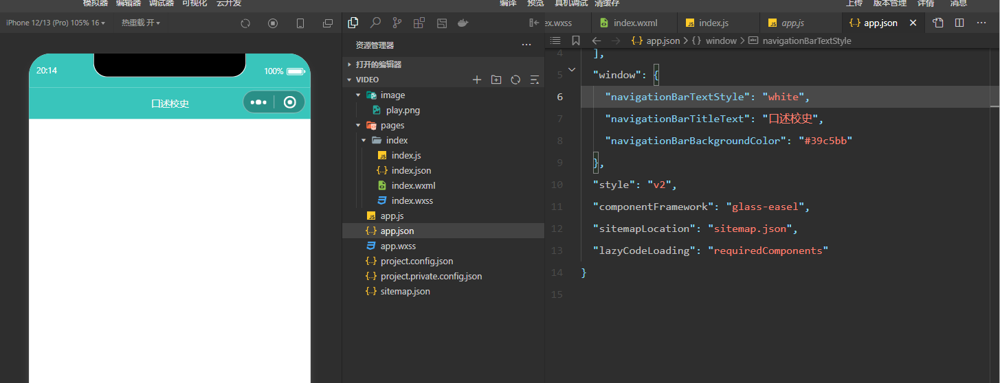 模拟器 编辑器 调试器 可视化 云开发 编译 预览 真机调试 清缓存 上传 版本管理 详情 消息
iPhone 12/13 (Pro) 105% 16 热重载 开
ex.wxss index.wxml index.js app.js app.json
app.json > window > navigationBarTextStyle
20:14 100%
口述校史
资源管理器
打开的编辑器
VIDEO
image
play.png
pages
index
index.js
index.json
index.wxml
index.wxss
app.js
app.json
app.wxss
project.config.json
project.private.config.json
sitemap.json
4 ],
5 "window": {
6 "navigationBarTextStyle": "white",
7 "navigationBarTitleText": "口述校史",
8 "navigationBarBackgroundColor": "#39c5bb"
9 },
10 "style": "v2",
11 "componentFramework": "glass-easel",
12 "sitemapLocation": "sitemap.json",
13 "lazyCodeLoading": "requiredComponents"
14 }
15